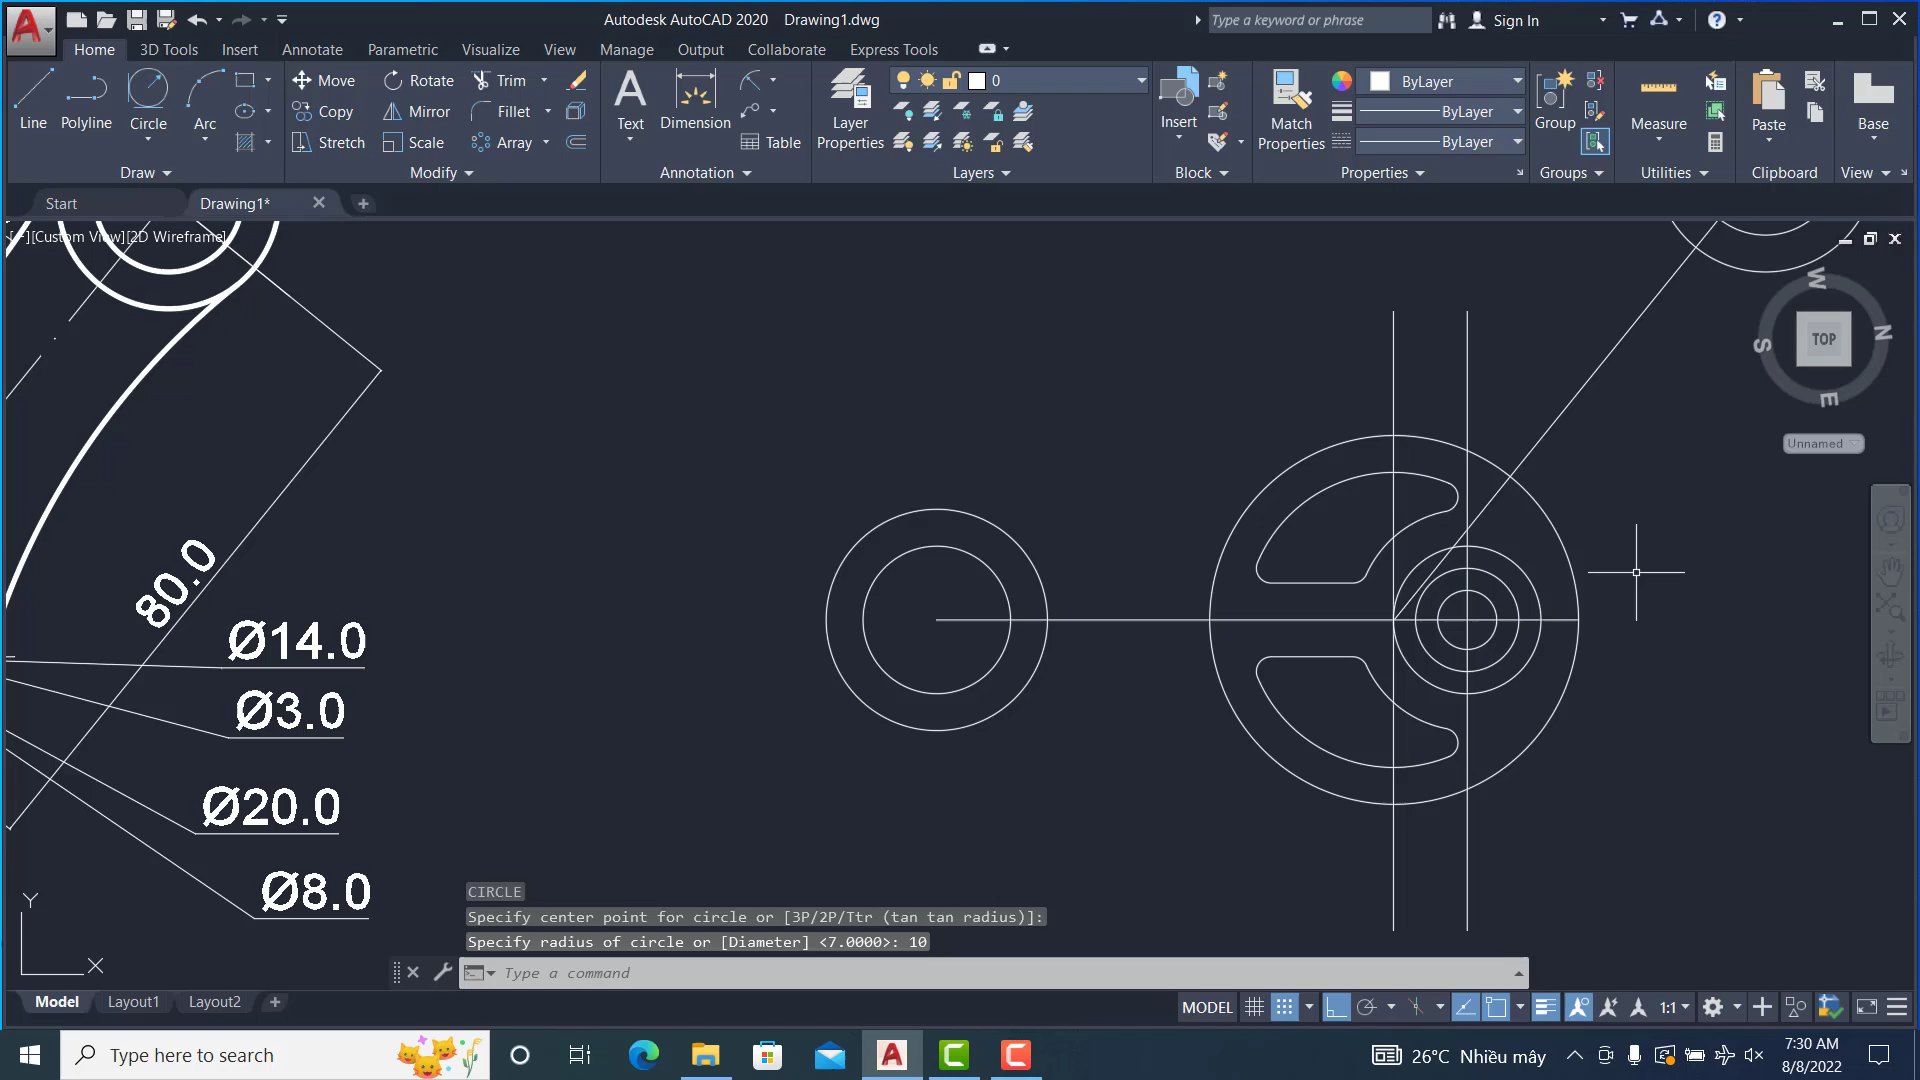 Autodesk AutoCAD 2020 Drawing1.dwg
Type a keyword or phrase
Sign In
Home 3D Tools Insert Annotate Parametric Visualize View Manage Output Collaborate Express Tools
Line Polyline Circle Arc
Move Rotate Trim
Copy Mirror Fillet
Stretch Scale Array
Text Dimension Table
Layer Properties
0
Insert
Match Properties
ByLayer
ByLayer
ByLayer
Group
Measure
Paste
Base
Draw Modify Annotation Layers Block Properties Groups Utilities Clipboard View
Start Drawing1*
[-][Custom View][2D Wireframe]
W
N
TOP
S
E
Unnamed
80.0
Ø14.0
Ø3.0
Ø20.0
Ø8.0
Y
X
CIRCLE
Specify center point for circle or [3P/2P/Ttr (tan tan radius)]:
Specify radius of circle or [Diameter] <7.0000>: 10
Type a command
Model Layout1 Layout2
MODEL 1:1
Type here to search
26°C Nhiều mây
7:30 AM
8/8/2022